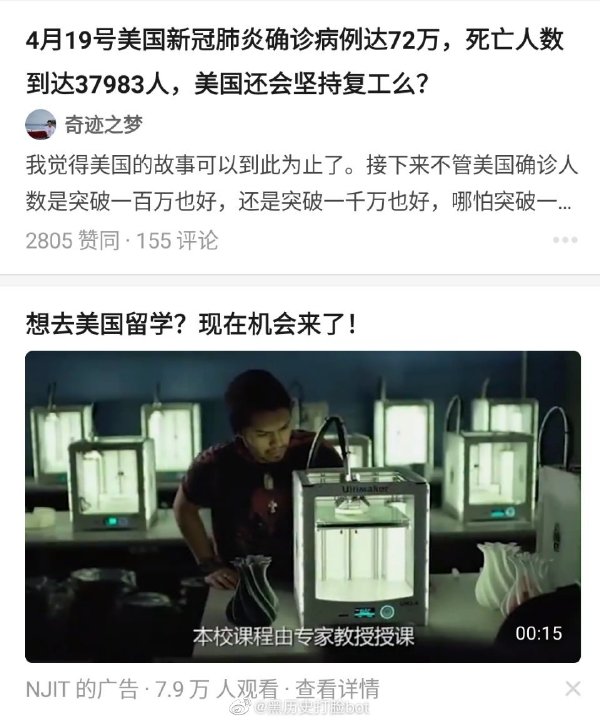 4月19号美国新冠肺炎确诊病例达72万，死亡人数
到达37983人，美国还会坚持复工么？
奇迹之梦
我觉得美国的故事可以到此为止了。接下来不管美国确诊人
数是突破一百万也好，还是突破一千万也好，哪怕突破一...
2805 赞同 · 155 评论
想去美国留学？现在机会来了！
Ultimaker
本校课程由专家教授授课
00:15
NJIT 的广告 · 7.9 万 人观看 · 查看详情
@黑历史打脸bot